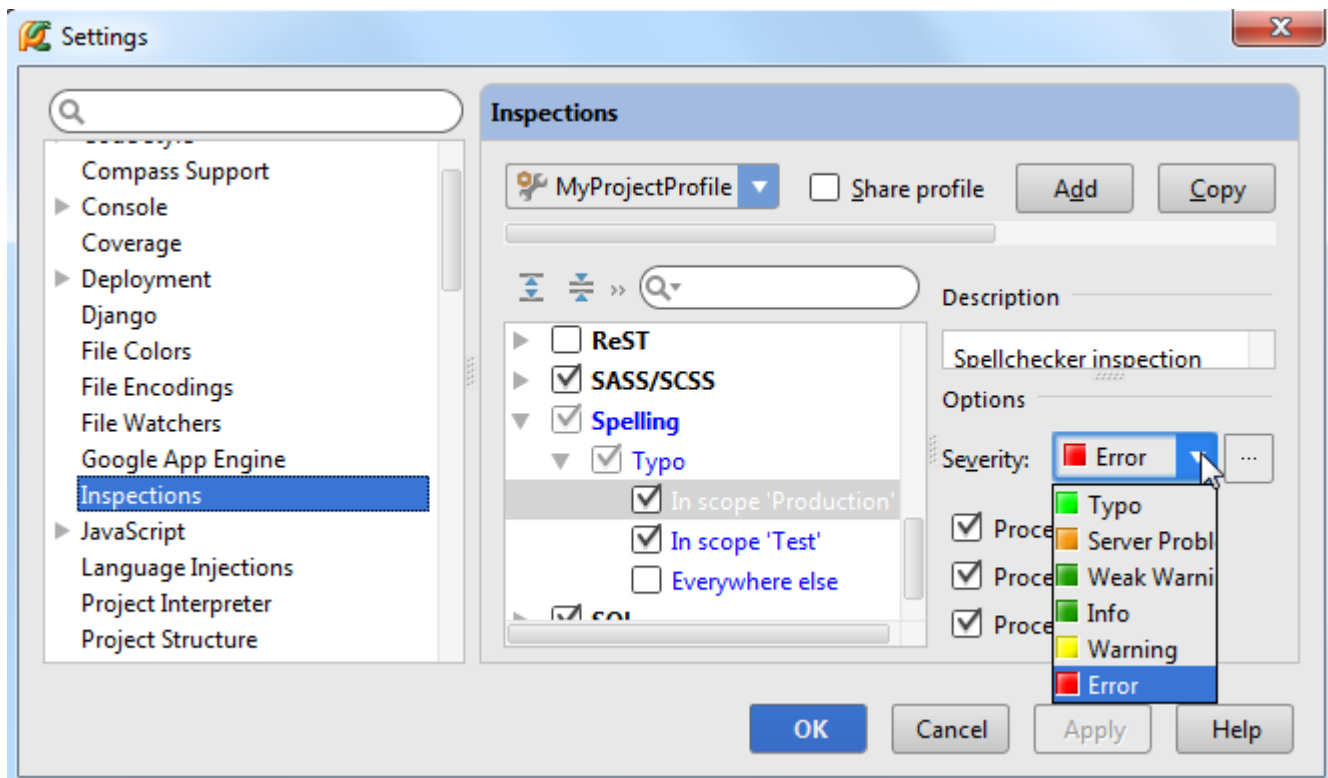 Settings
Compass Support
Console
Coverage
Deployment
Django
File Colors
File Encodings
File Watchers
Google App Engine
Inspections
JavaScript
Language Injections
Project Interpreter
Project Structure
Inspections
MyProjectProfile
Share profile
Add
Copy
ReST
SASS/SCSS
Spelling
Typo
In scope 'Production'
In scope 'Test'
Everywhere else
Description
Spellchecker inspection
Options
Severity:
Error
...
Typo
Server Probl
Weak Warni
Info
Warning
Error
Proce
Proce
Proce
OK
Cancel
Apply
Help